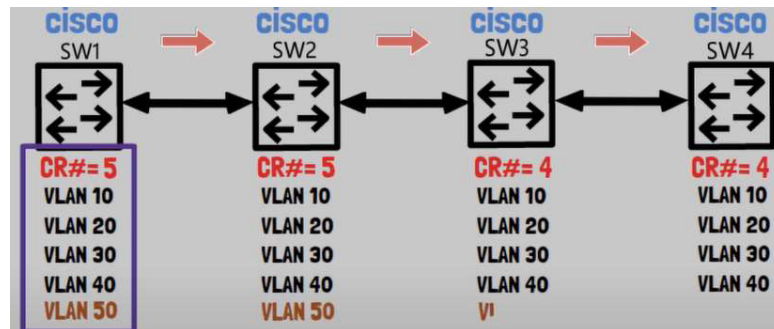 cisco cisco cisco cisco
SW1 SW2 SW3 SW4
CR#= 5 CR#= 5 CR#= 4 CR#= 4
VLAN 10 VLAN 10 VLAN 10 VLAN 10
VLAN 20 VLAN 20 VLAN 20 VLAN 20
VLAN 30 VLAN 30 VLAN 30 VLAN 30
VLAN 40 VLAN 40 VLAN 40 VLAN 40
VLAN 50 VLAN 50